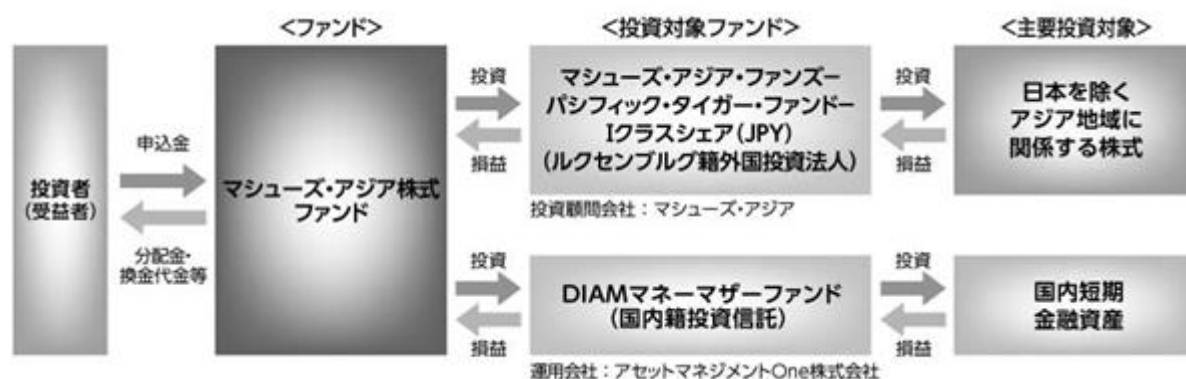 <ファンド>
<投資対象ファンド>
<主要投資対象>
投資者
(受益者)
申込金
分配金・
換金代金等
マシューズ・アジア株式
ファンド
投資
損益
マシューズ・アジア・ファンズー
パシフィック・タイガー・ファンドー
Iクラスシェア(JPY)
(ルクセンブルグ籍外国投資法人)
投資顧問会社：マシューズ・アジア
投資
損益
日本を除く
アジア地域に
関係する株式
投資
損益
DIAMマネーマザーファンド
(国内籍投資信託)
運用会社：アセットマネジメントOne株式会社
投資
損益
国内短期
金融資産